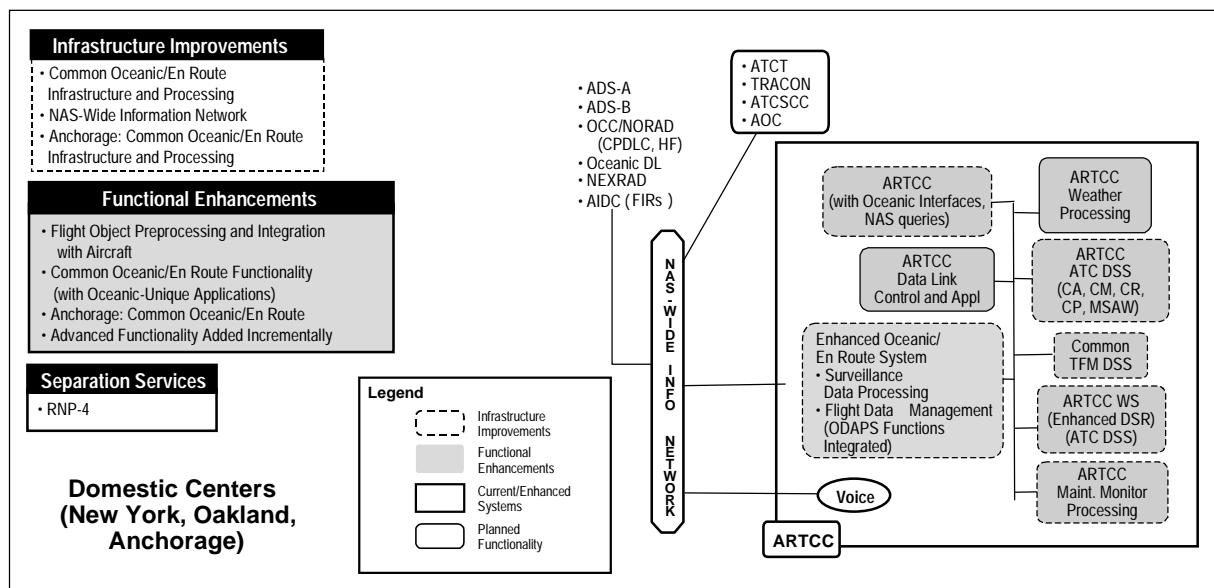 Infrastructure Improvements
• Common Oceanic/En Route
Infrastructure and Processing
• NAS-Wide Information Network
• Anchorage: Common Oceanic/En Route
Infrastructure and Processing
Functional Enhancements
• Flight Object Preprocessing and Integration
with Aircraft
• Common Oceanic/En Route Functionality
(with Oceanic-Unique Applications)
• Anchorage: Common Oceanic/En Route
• Advanced Functionality Added Incrementally
Separation Services
• RNP-4
Domestic Centers
(New York, Oakland,
Anchorage)
Legend
Infrastructure
Improvements
Functional
Enhancements
Current/Enhanced
Systems
Planned
Functionality
• ADS-A
• ADS-B
• OCC/NORAD
(CPDLC, HF)
• Oceanic DL
• NEXRAD
• AIDC (FIRs )
• ATCT
• TRACON
• ATCSCC
• AOC
NAS-WIDE INFO NETWORK
ARTCC
(with Oceanic Interfaces,
NAS queries)
ARTCC
Data Link
Control and Appl
Enhanced Oceanic/
En Route System
• Surveillance
Data Processing
• Flight Data Management
(ODAPS Functions
Integrated)
Voice
ARTCC
Weather
Processing
ARTCC
ATC DSS
(CA, CM, CR,
CP, MSAW)
Common
TFM DSS
ARTCC WS
(Enhanced DSR)
(ATC DSS)
ARTCC
Maint. Monitor
Processing
ARTCC